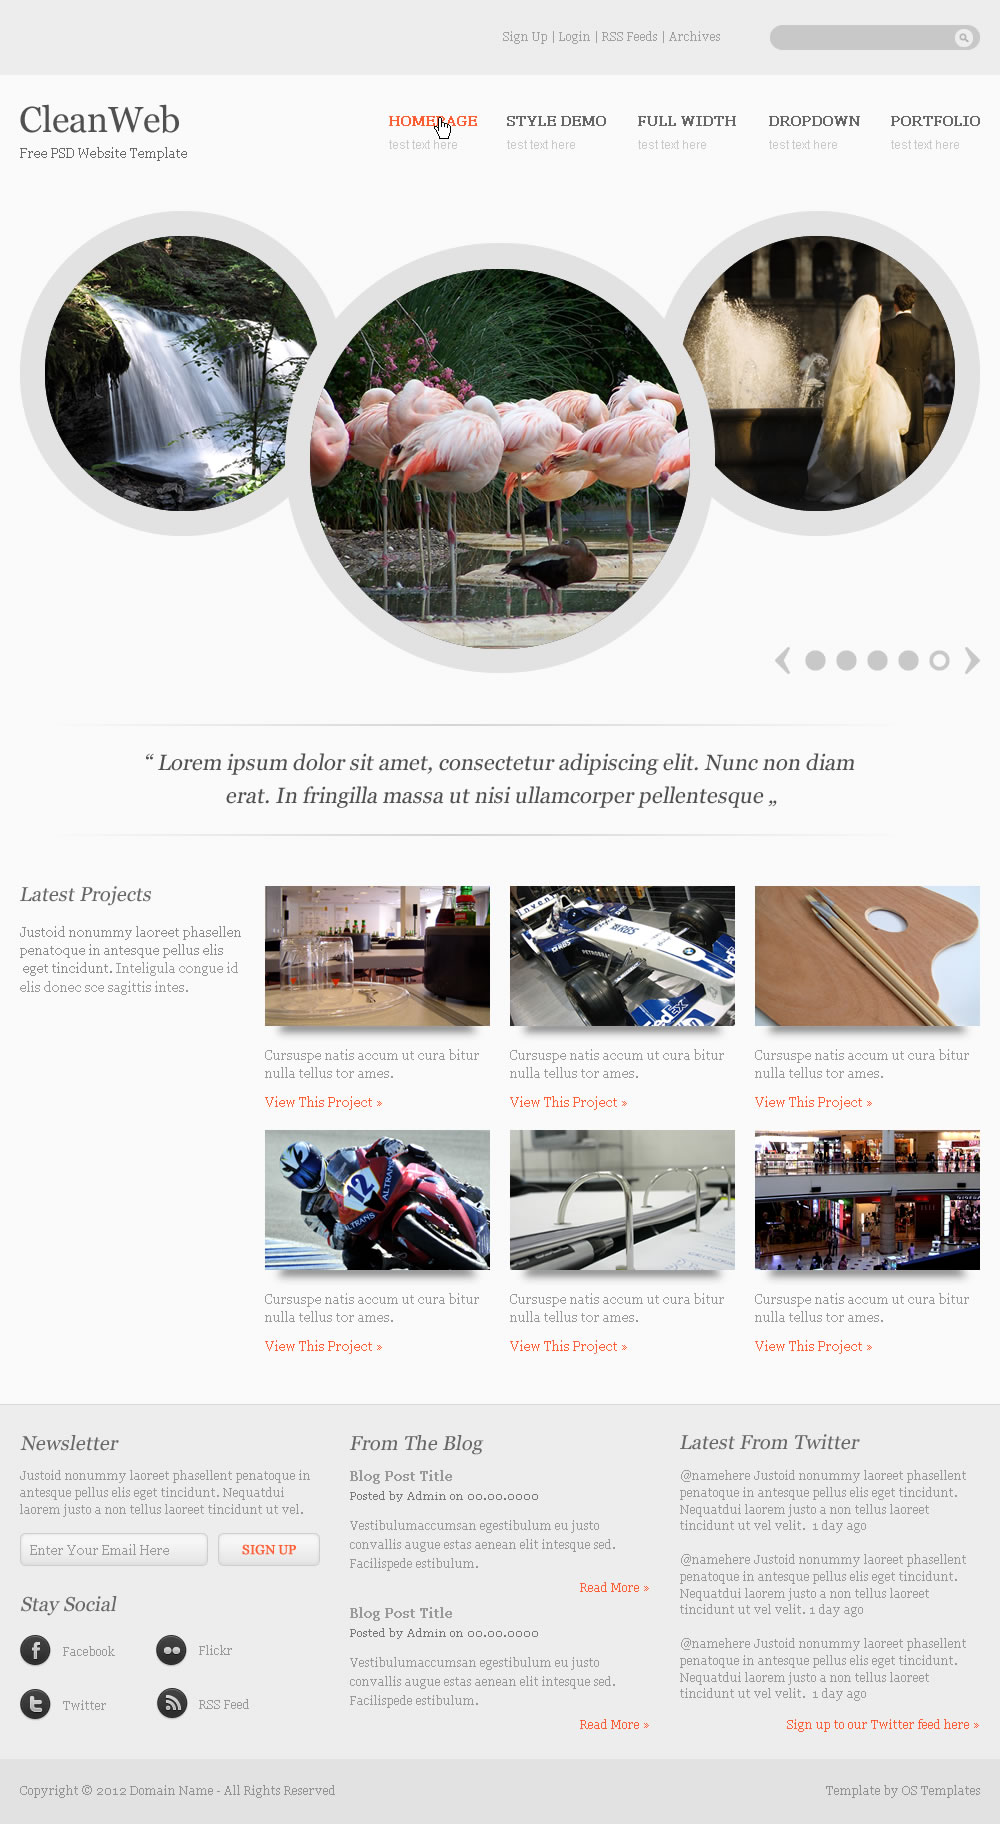 Sign Up | Login | RSS Feeds | Archives
CleanWeb
Free PSD Website Template
HOMEPAGE STYLE DEMO FULL WIDTH DROPDOWN PORTFOLIO
test text here test text here test text here test text here test text here
“ Lorem ipsum dolor sit amet, consectetur adipiscing elit. Nunc non diam
erat. In fringilla massa ut nisi ullamcorper pellentesque „
Latest Projects
Justoid nonummy laoreet phasellen
penatoque in antesque pellus elis
eget tincidunt. Inteligula congue id
elis donec sce sagittis intes.
invent
ABS
ABS
PETROBRAS
FedEx
Cursuspe natis accum ut cura bitur
nulla tellus tor ames.
View This Project »
Cursuspe natis accum ut cura bitur
nulla tellus tor ames.
View This Project »
Cursuspe natis accum ut cura bitur
nulla tellus tor ames.
View This Project »
12
ALTRANS
ALTRANS
Cursuspe natis accum ut cura bitur
nulla tellus tor ames.
View This Project »
Cursuspe natis accum ut cura bitur
nulla tellus tor ames.
View This Project »
Cursuspe natis accum ut cura bitur
nulla tellus tor ames.
View This Project »
Newsletter
Justoid nonummy laoreet phasellent penatoque in
antesque pellus elis eget tincidunt. Nequatdui
laorem justo a non tellus laoreet tincidunt ut vel.
Enter Your Email Here
SIGN UP
Stay Social
Facebook
Flickr
Twitter
RSS Feed
From The Blog
Blog Post Title
Posted by Admin on 00.00.0000
Vestibulumaccumsan egestibulum eu justo
convallis augue estas aenean elit intesque sed.
Facilispede estibulum.
Read More »
Blog Post Title
Posted by Admin on 00.00.0000
Vestibulumaccumsan egestibulum eu justo
convallis augue estas aenean elit intesque sed.
Facilispede estibulum.
Read More »
Latest From Twitter
@namehere Justoid nonummy laoreet phasellent
penatoque in antesque pellus elis eget tincidunt.
Nequatdui laorem justo a non tellus laoreet
tincidunt ut vel velit. 1 day ago
@namehere Justoid nonummy laoreet phasellent
penatoque in antesque pellus elis eget tincidunt.
Nequatdui laorem justo a non tellus laoreet
tincidunt ut vel velit. 1 day ago
@namehere Justoid nonummy laoreet phasellent
penatoque in antesque pellus elis eget tincidunt.
Nequatdui laorem justo a non tellus laoreet
tincidunt ut vel velit. 1 day ago
Sign up to our Twitter feed here »
Copyright © 2012 Domain Name - All Rights Reserved
Template by OS Templates